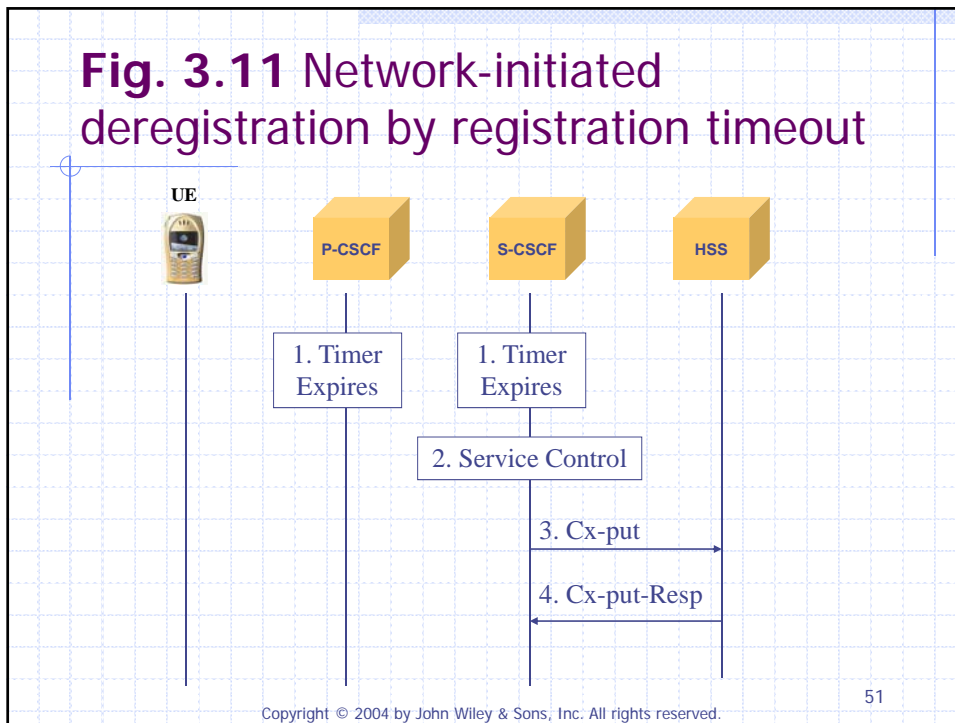 Fig. 3.11 Network-initiated
deregistration by registration timeout
UE
P-CSCF
S-CSCF
HSS
1. Timer
Expires
1. Timer
Expires
2. Service Control
3. Cx-put
4. Cx-put-Resp
51
Copyright © 2004 by John Wiley & Sons, Inc. All rights reserved.